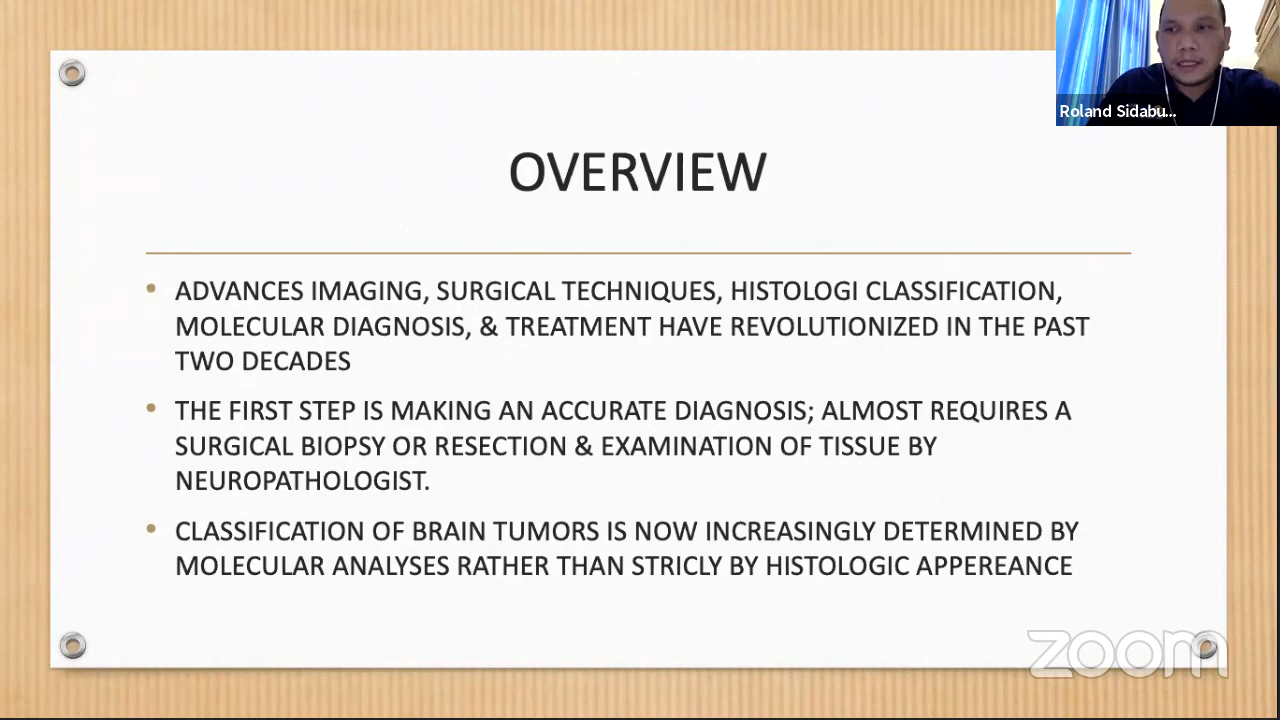 Roland Sidabu...
OVERVIEW
• ADVANCES IMAGING, SURGICAL TECHNIQUES, HISTOLOGI CLASSIFICATION,
MOLECULAR DIAGNOSIS, & TREATMENT HAVE REVOLUTIONIZED IN THE PAST
TWO DECADES
• THE FIRST STEP IS MAKING AN ACCURATE DIAGNOSIS; ALMOST REQUIRES A
SURGICAL BIOPSY OR RESECTION & EXAMINATION OF TISSUE BY
NEUROPATHOLOGIST.
• CLASSIFICATION OF BRAIN TUMORS IS NOW INCREASINGLY DETERMINED BY
MOLECULAR ANALYSES RATHER THAN STRICLY BY HISTOLOGIC APPEREANCE
zoom